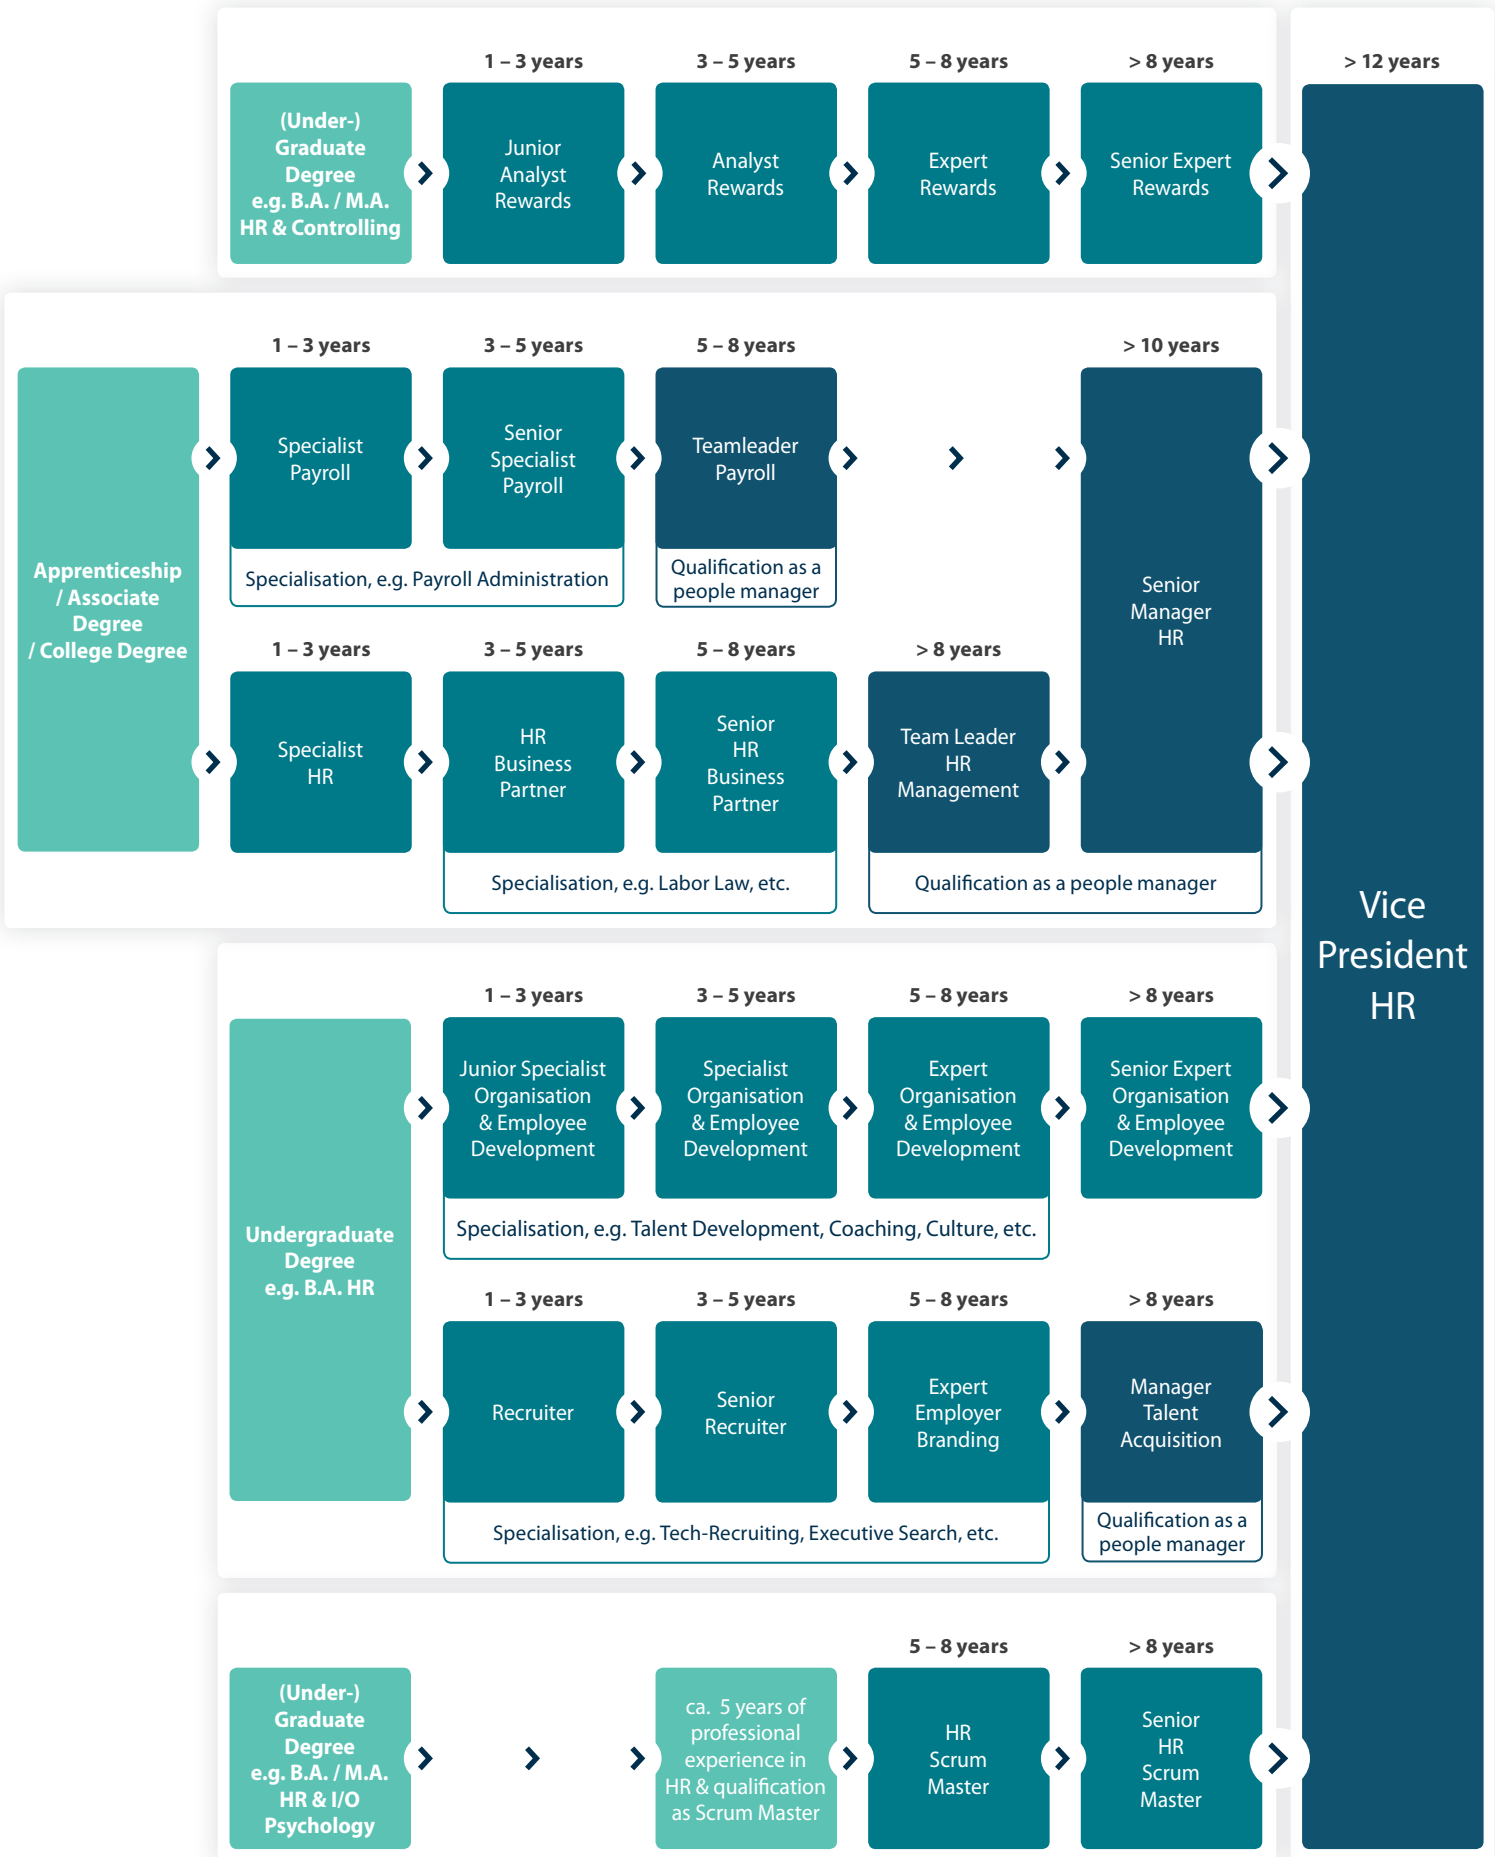 1 – 3 years
3 – 5 years
5 – 8 years
> 8 years
> 12 years
(Under-)
Graduate
Degree
e.g. B.A. / M.A.
HR & Controlling
Junior
Analyst
Rewards
Analyst
Rewards
Expert
Rewards
Senior Expert
Rewards
1 – 3 years
3 – 5 years
5 – 8 years
> 10 years
Apprenticeship
/ Associate
Degree
/ College Degree
Specialist
Payroll
Senior
Specialist
Payroll
Teamleader
Payroll
Specialisation, e.g. Payroll Administration
Qualification as a
people manager
Senior
Manager
HR
1 – 3 years
3 – 5 years
5 – 8 years
> 8 years
Specialist
HR
HR
Business
Partner
Senior
HR
Business
Partner
Team Leader
HR
Management
Specialisation, e.g. Labor Law, etc.
Qualification as a people manager
Vice
President
HR
1 – 3 years
3 – 5 years
5 – 8 years
> 8 years
Undergraduate
Degree
e.g. B.A. HR
Junior Specialist
Organisation
& Employee
Development
Specialist
Organisation
& Employee
Development
Expert
Organisation
& Employee
Development
Senior Expert
Organisation
& Employee
Development
Specialisation, e.g. Talent Development, Coaching, Culture, etc.
1 – 3 years
3 – 5 years
5 – 8 years
> 8 years
Recruiter
Senior
Recruiter
Expert
Employer
Branding
Manager
Talent
Acquisition
Specialisation, e.g. Tech-Recruiting, Executive Search, etc.
Qualification as a
people manager
5 – 8 years
> 8 years
(Under-)
Graduate
Degree
e.g. B.A. / M.A.
HR & I/O
Psychology
ca. 5 years of
professional
experience in
HR & qualification
as Scrum Master
HR
Scrum
Master
Senior
HR
Scrum
Master